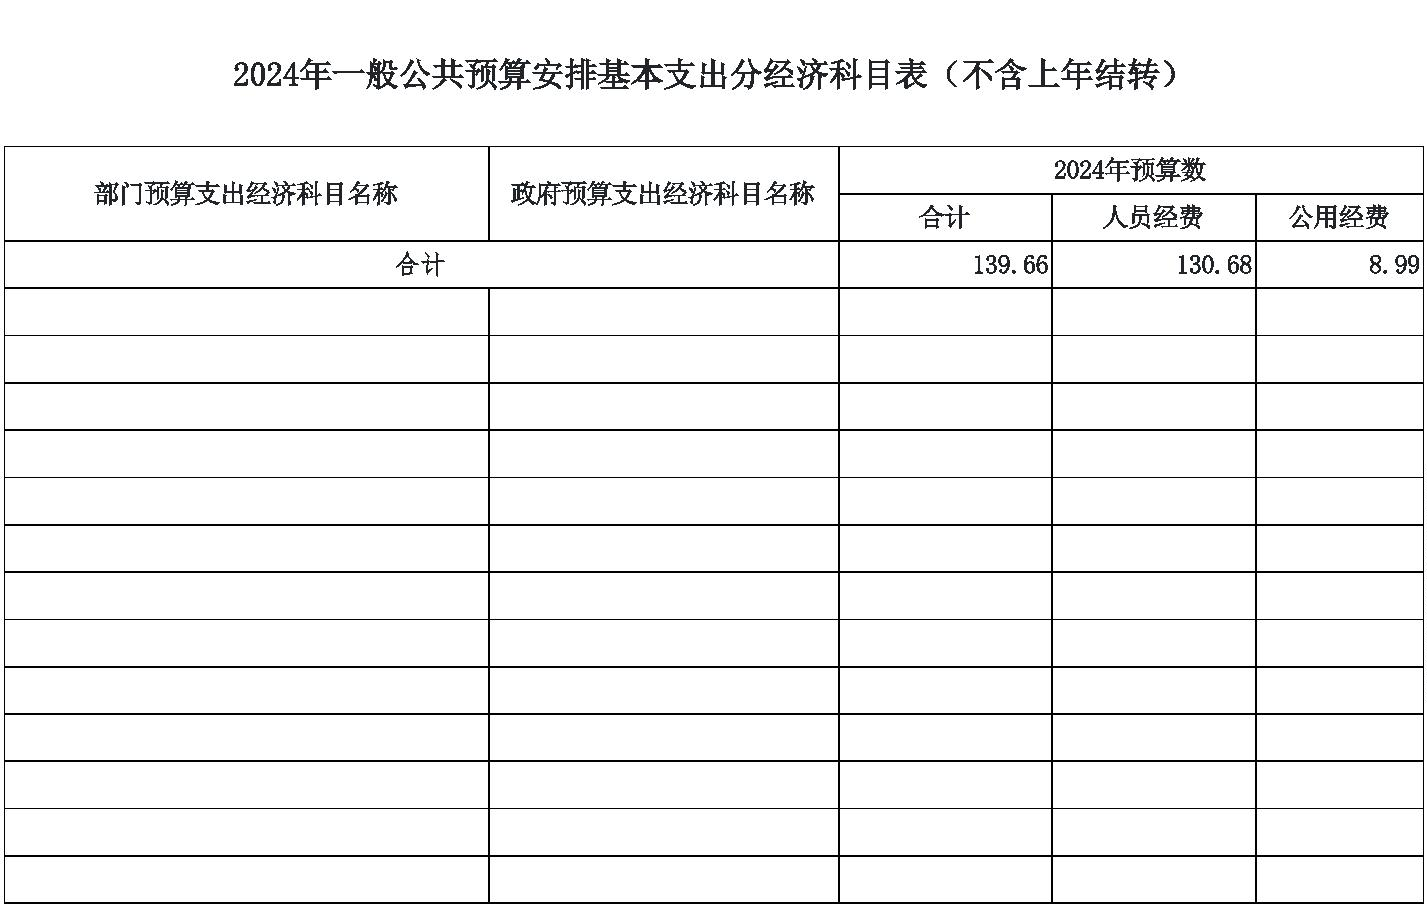 2024年一般公共预算安排基本支出分经济科目表（不含上年结转）
部门预算支出经济科目名称 政府预算支出经济科目名称 2024年预算数
合计 人员经费 公用经费
合计 139.66 130.68 8.99